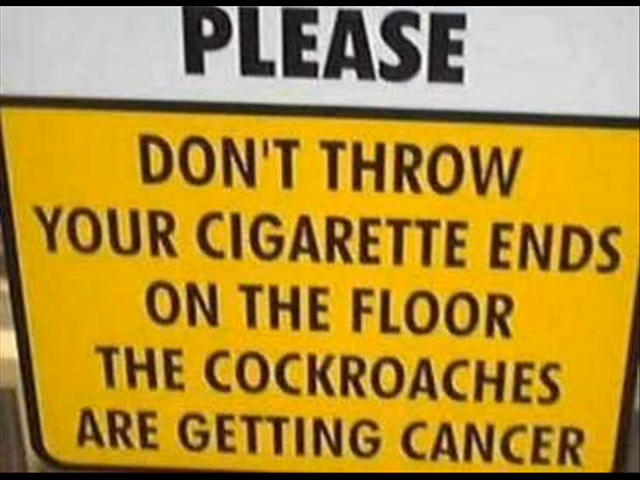 PLEASE
DON'T THROW
YOUR CIGARETTE ENDS
ON THE FLOOR
THE COCKROACHES
ARE GETTING CANCER